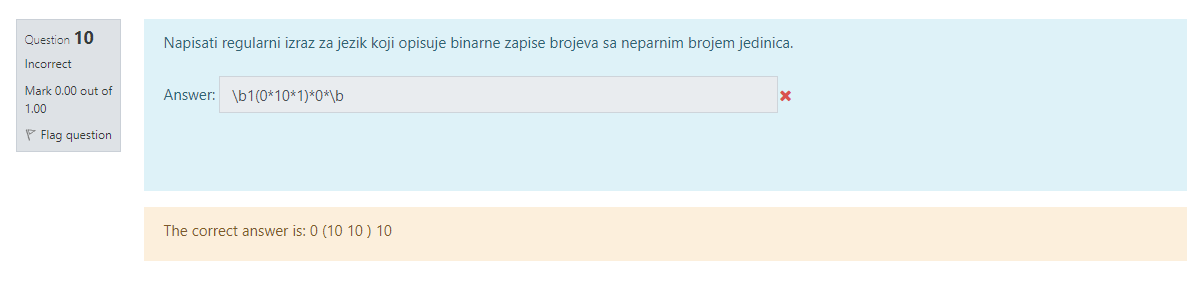 Question 10
Incorrect
Mark 0.00 out of
1.00
Flag question
Napisati regularni izraz za jezik koji opisuje binarne zapise brojeva sa neparnim brojem jedinica.
Answer: \b1(0*10*1)*0*\b
The correct answer is: 0 (10 10 ) 10